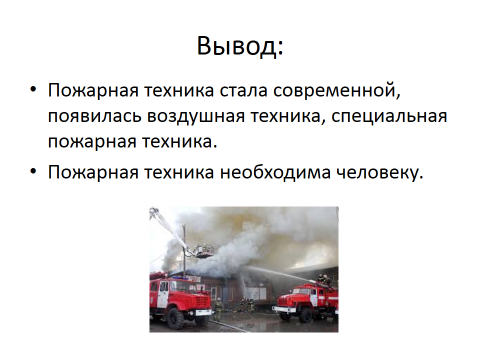 Вывод:
• Пожарная техника стала современной,
появилась воздушная техника, специальная
пожарная техника.
• Пожарная техника необходима человеку.